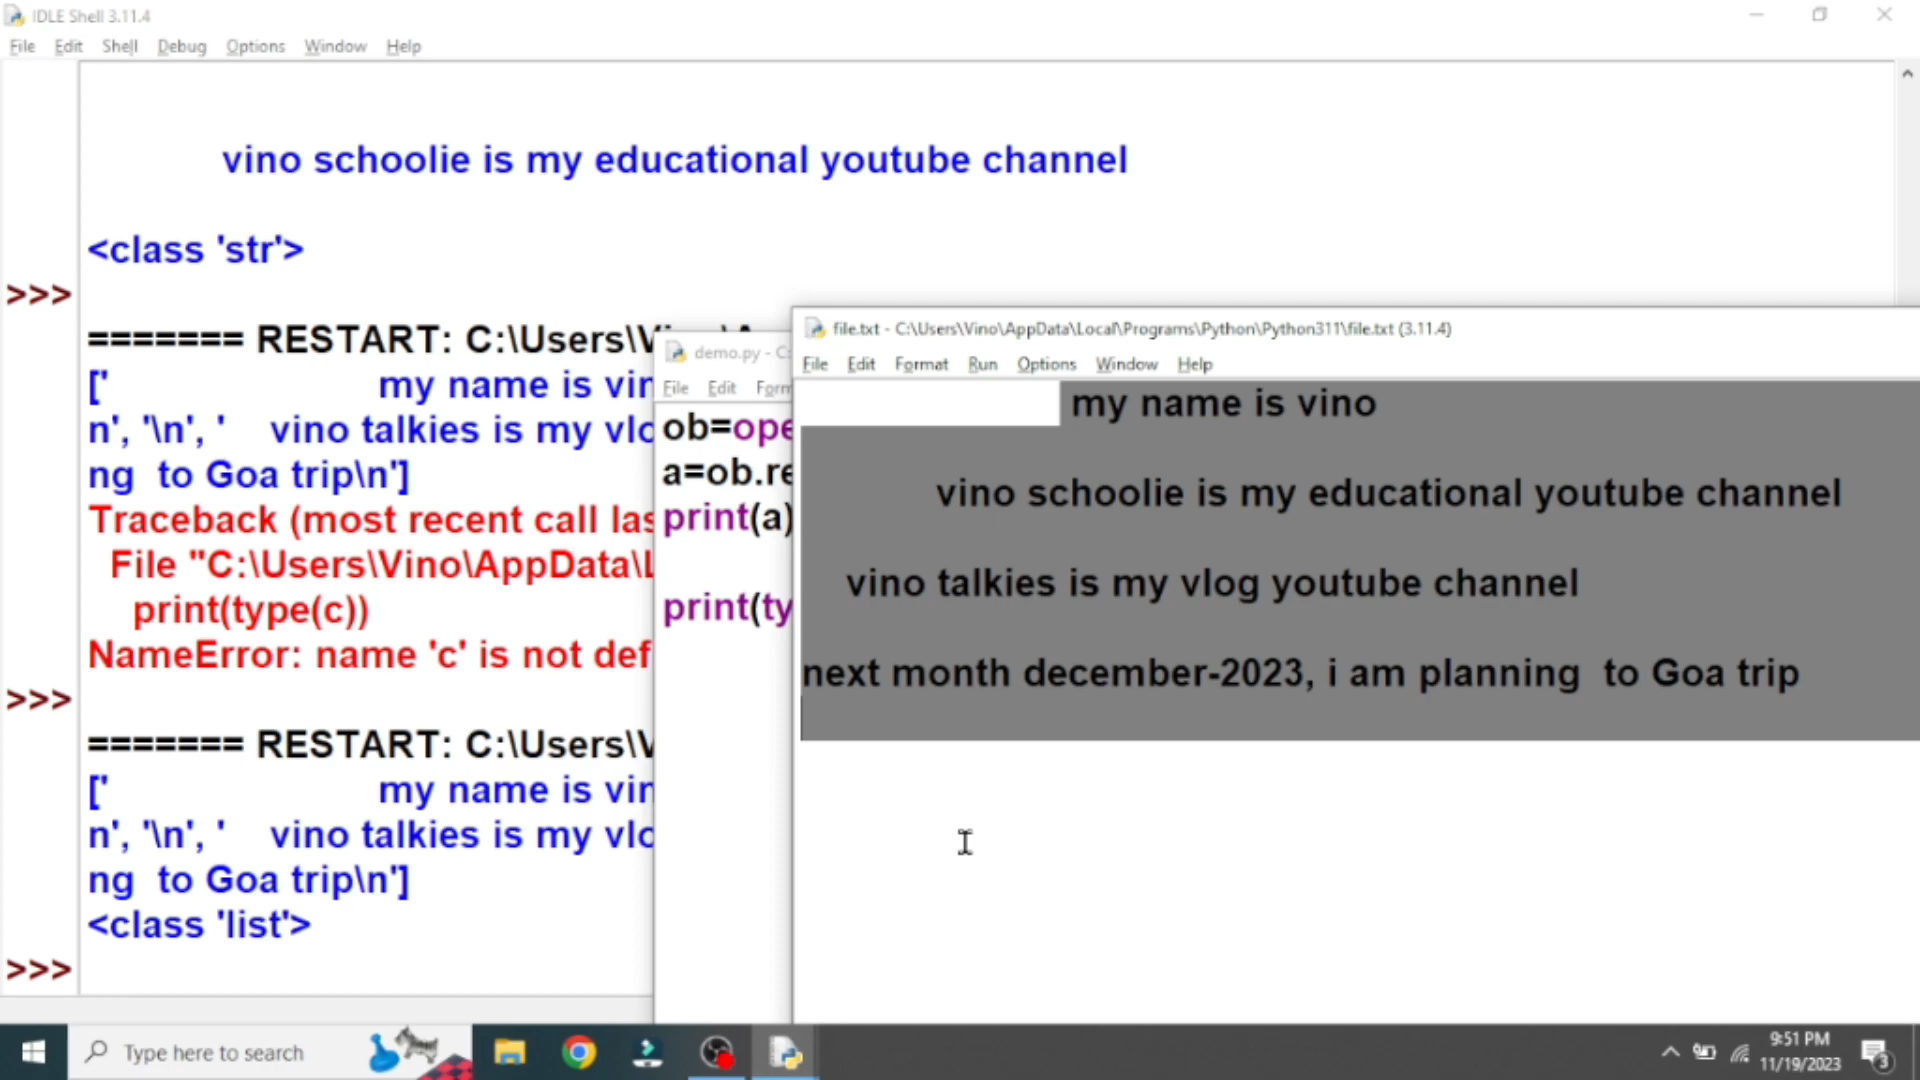 IDLE Shell 3.11.4
File Edit Shell Debug Options Window Help
vino schoolie is my educational youtube channel
<class 'str'>
>>>
======= RESTART: C:\Users\V
['                my name is vin
n', '\n', '    vino talkies is my vlo
ng  to Goa trip\n']
Traceback (most recent call las
File "C:\Users\Vino\AppData\L
print(type(c))
NameError: name 'c' is not def
>>>
======= RESTART: C:\Users\V
['                my name is vin
n', '\n', '    vino talkies is my vlo
ng  to Goa trip\n']
<class 'list'>
>>>
demo.py - C:
File Edit Form
ob=ope
a=ob.re
print(a)
print(ty
file.txt - C:\Users\Vino\AppData\Local\Programs\Python\Python311\file.txt (3.11.4)
File Edit Format Run Options Window Help
my name is vino
vino schoolie is my educational youtube channel
vino talkies is my vlog youtube channel
next month december-2023, i am planning  to Goa trip
Type here to search
9:51 PM
11/19/2023
3